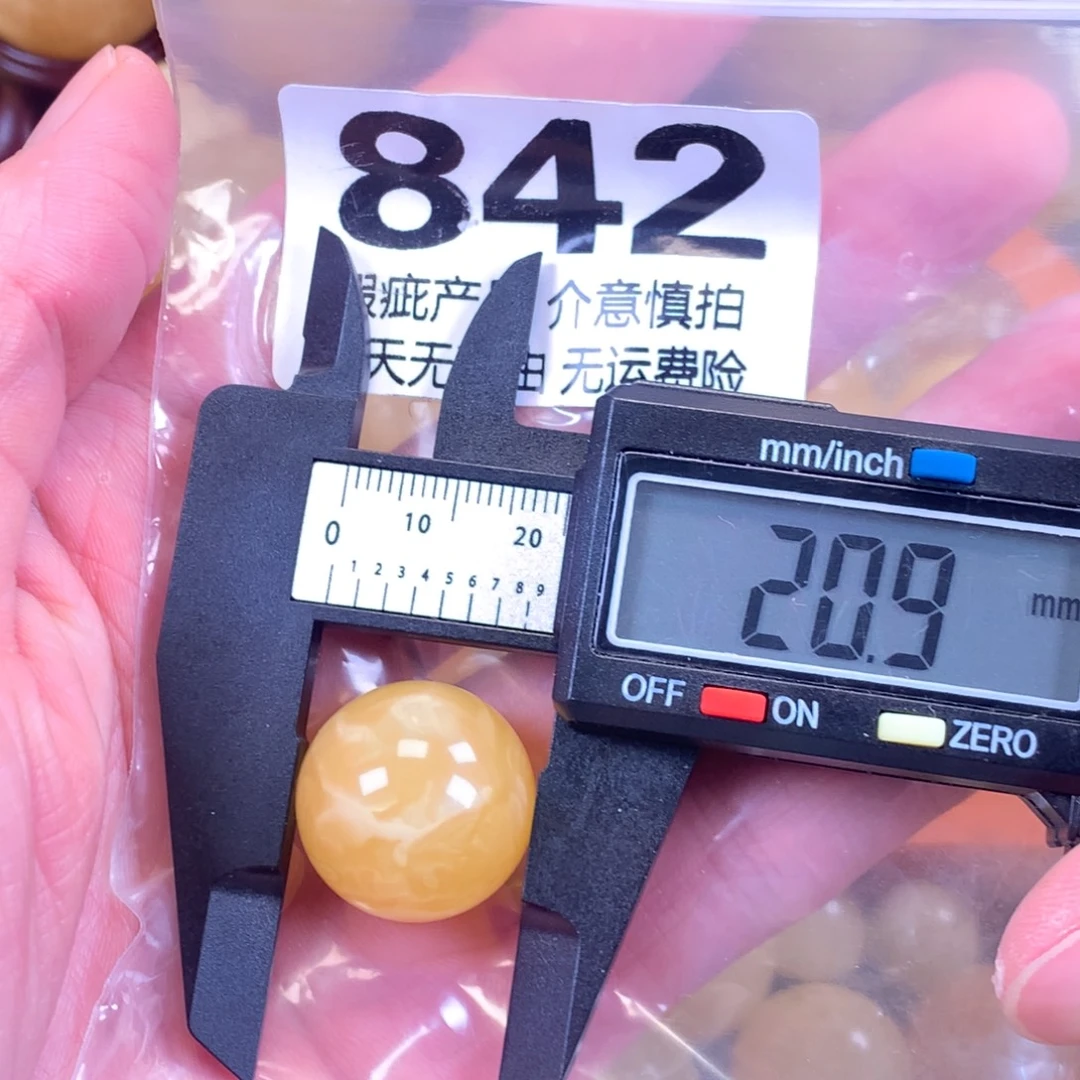 842
疵产 介意慎拍
天无 由 无运费险
mm/inch
0 10 20
1 2 3 4 5 6 7 8 9
20.9 mm
OFF ON ZERO